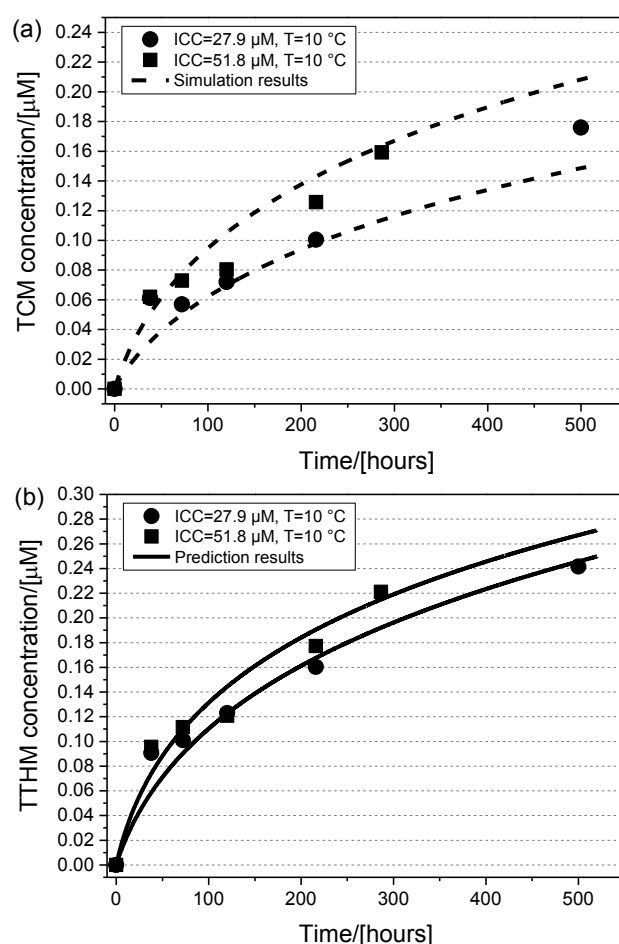 (a)
0.24
0.22
0.20
0.18
0.16
0.14
0.12
0.10
0.08
0.06
0.04
0.02
0.00
TCM concentration/[μM]
ICC=27.9 μM, T=10 °C
ICC=51.8 μM, T=10 °C
Simulation results
0 100 200 300 400 500
Time/[hours]
(b)
0.30
0.28
0.26
0.24
0.22
0.20
0.18
0.16
0.14
0.12
0.10
0.08
0.06
0.04
0.02
0.00
TTHM concentration/[μM]
ICC=27.9 μM, T=10 °C
ICC=51.8 μM, T=10 °C
Prediction results
0 100 200 300 400 500
Time/[hours]